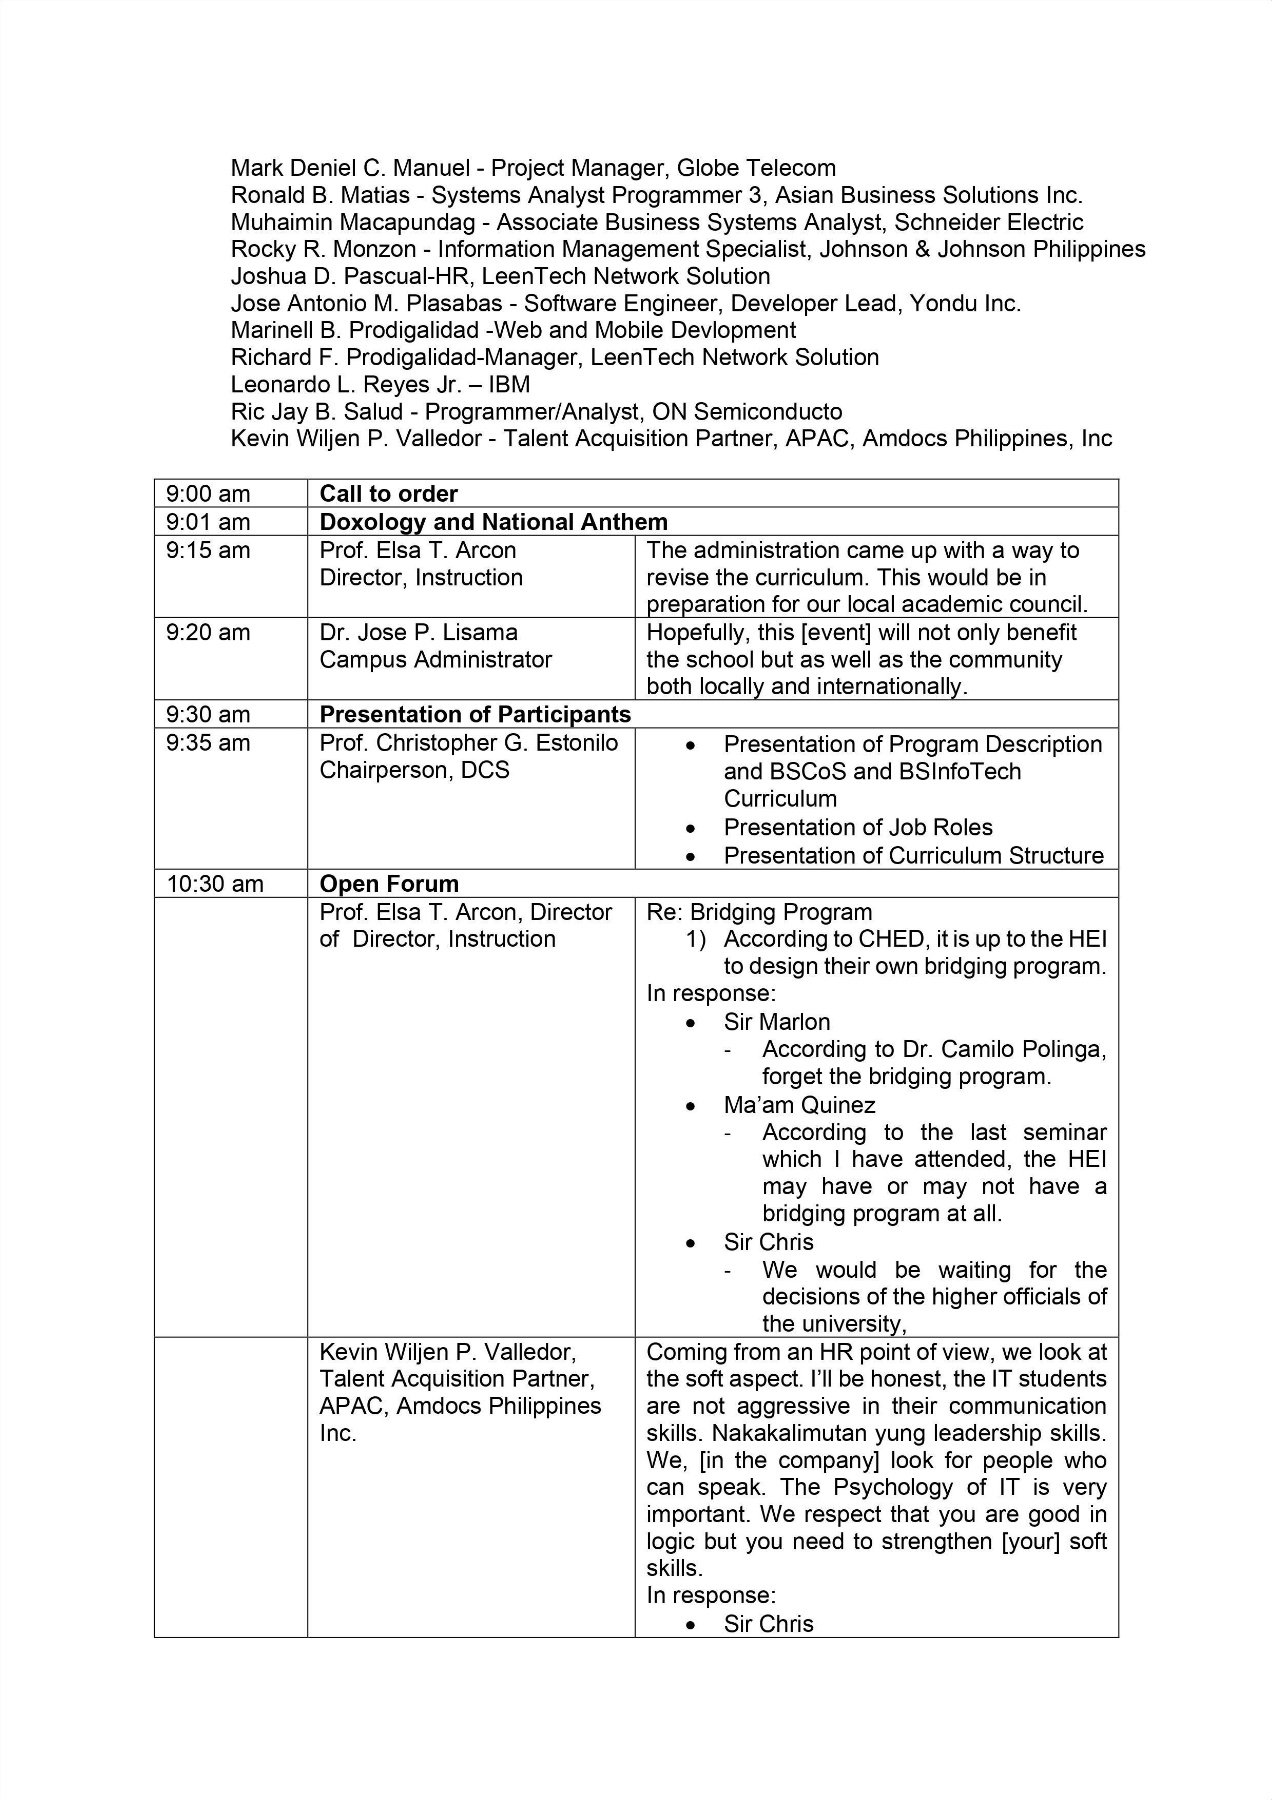 Mark Deniel C. Manuel - Project Manager, Globe Telecom
Ronald B. Matias - Systems Analyst Programmer 3, Asian Business Solutions Inc.
Muhaimin Macapundag - Associate Business Systems Analyst, Schneider Electric
Rocky R. Monzon - Information Management Specialist, Johnson & Johnson Philippines
Joshua D. Pascual-HR, LeenTech Network Solution
Jose Antonio M. Plasabas - Software Engineer, Developer Lead, Yondu Inc.
Marinell B. Prodigalidad -Web and Mobile Devlopment
Richard F. Prodigalidad-Manager, LeenTech Network Solution
Leonardo L. Reyes Jr. – IBM
Ric Jay B. Salud - Programmer/Analyst, ON Semiconducto
Kevin Wiljen P. Valledor - Talent Acquisition Partner, APAC, Amdocs Philippines, Inc
9:00 am
Call to order
9:01 am
Doxology and National Anthem
9:15 am
Prof. Elsa T. Arcon
Director, Instruction
The administration came up with a way to
revise the curriculum. This would be in
preparation for our local academic council.
9:20 am
Dr. Jose P. Lisama
Campus Administrator
Hopefully, this [event] will not only benefit
the school but as well as the community
both locally and internationally.
9:30 am
Presentation of Participants
9:35 am
Prof. Christopher G. Estonilo
Chairperson, DCS
• Presentation of Program Description
and BSCoS and BSInfoTech
Curriculum
• Presentation of Job Roles
• Presentation of Curriculum Structure
10:30 am
Open Forum
Prof. Elsa T. Arcon, Director
of Director, Instruction
Re: Bridging Program
1) According to CHED, it is up to the HEI
to design their own bridging program.
In response:
• Sir Marlon
- According to Dr. Camilo Polinga,
forget the bridging program.
• Ma’am Quinez
- According to the last seminar
which I have attended, the HEI
may have or may not have a
bridging program at all.
• Sir Chris
- We would be waiting for the
decisions of the higher officials of
the university,
Kevin Wiljen P. Valledor,
Talent Acquisition Partner,
APAC, Amdocs Philippines
Inc.
Coming from an HR point of view, we look at
the soft aspect. I’ll be honest, the IT students
are not aggressive in their communication
skills. Nakakalimutan yung leadership skills.
We, [in the company] look for people who
can speak. The Psychology of IT is very
important. We respect that you are good in
logic but you need to strengthen [your] soft
skills.
In response:
• Sir Chris